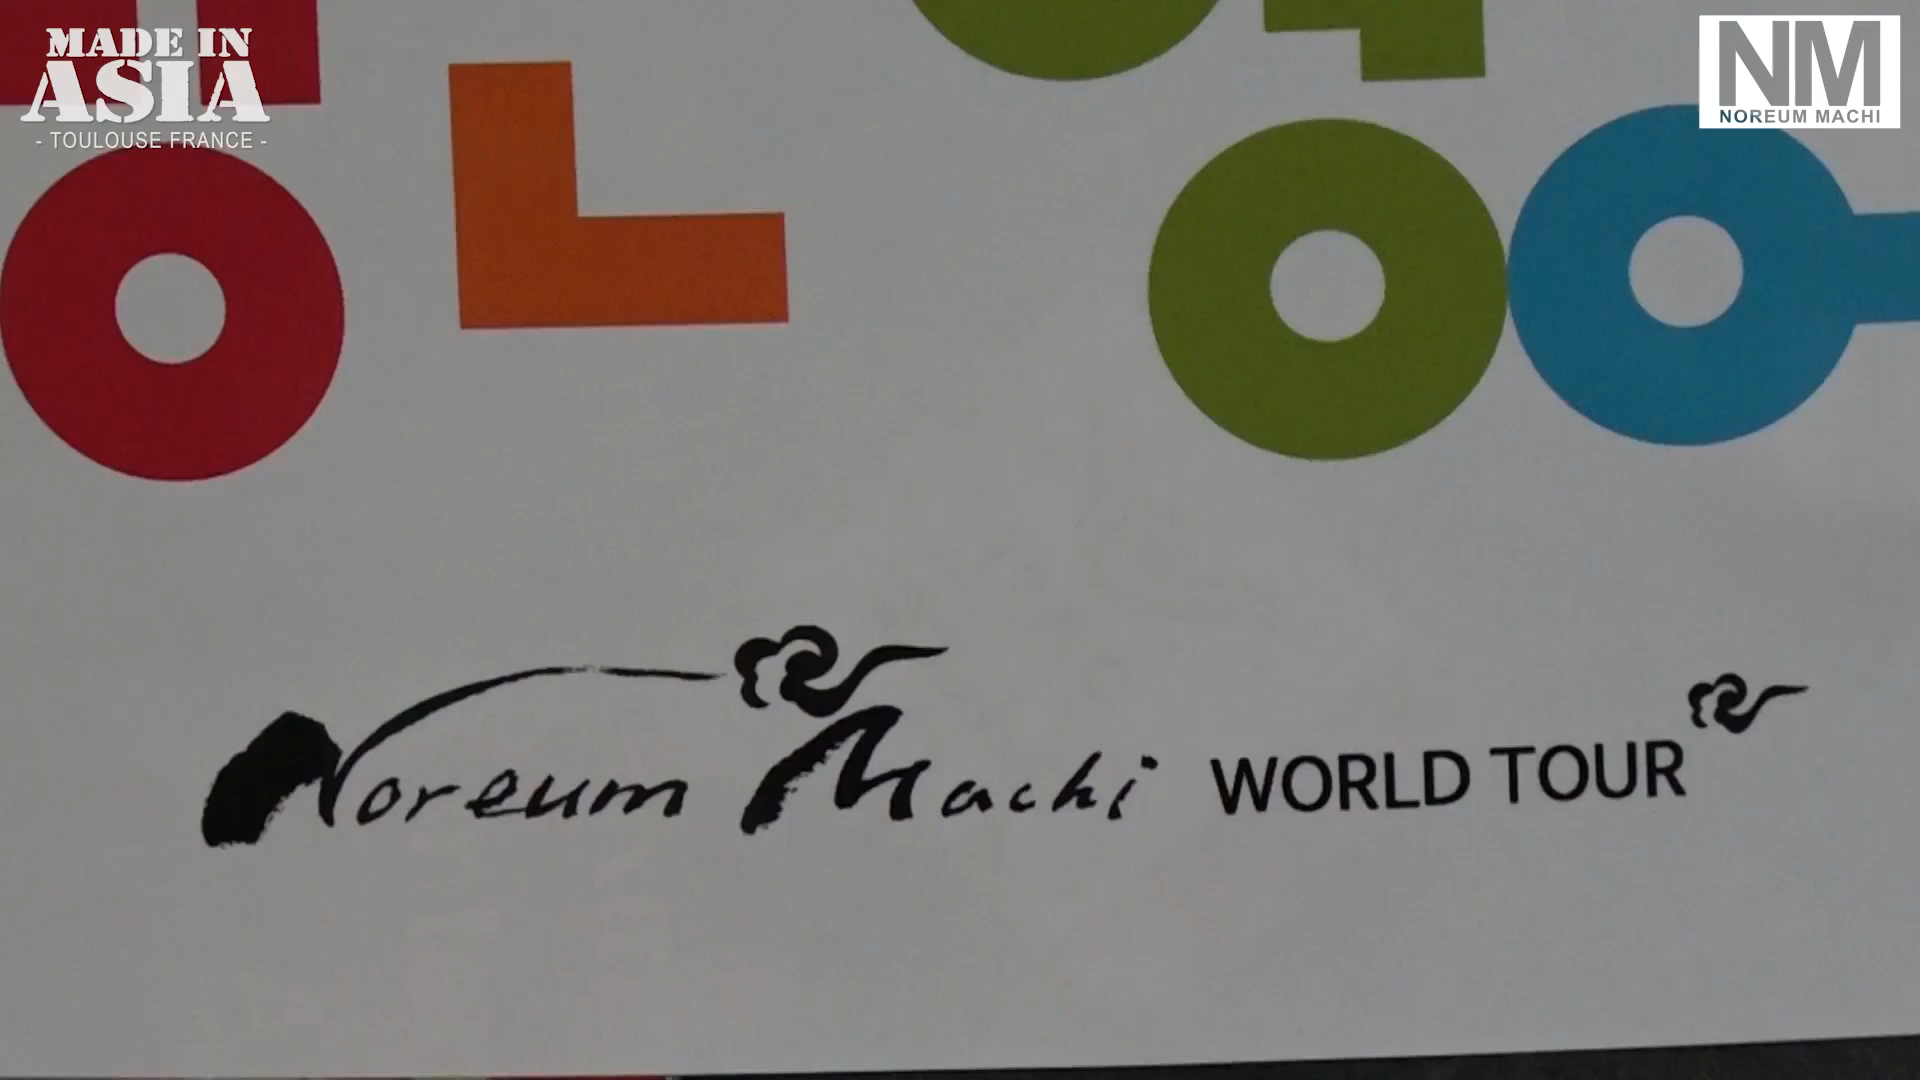 MADE IN
ASIA
- TOULOUSE FRANCE -
NM
NOREUM MACHI
Noreum Machi WORLD TOUR